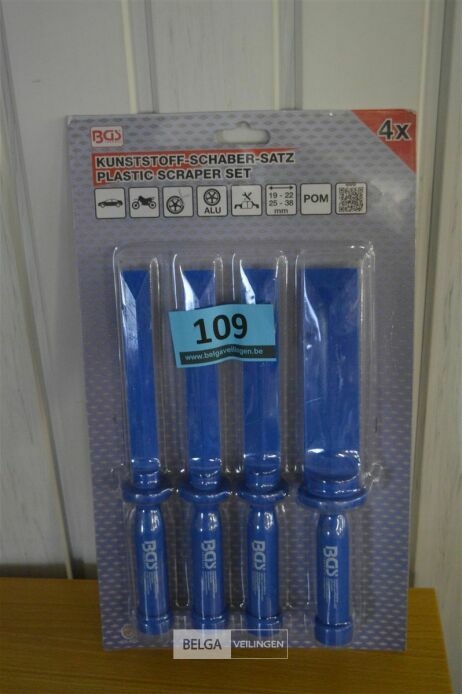 BGS
4x
KUNSTSTOFF-SCHABER-SATZ
PLASTIC SCRAPER SET
ALU
19 - 22
25 - 38
mm
POM
109
www.belgaveilingen.be
BGS
BGS
BGS
BGS
BELGA VEILINGEN